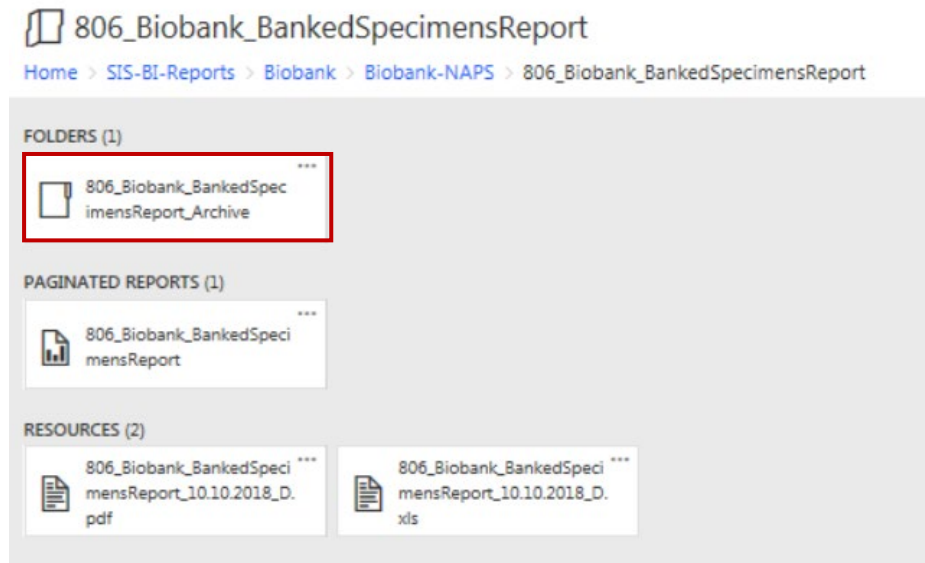 806_Biobank_BankedSpecimensReport
Home > SIS-BI-Reports > Biobank > Biobank-NAPS > 806_Biobank_BankedSpecimensReport
FOLDERS (1)
806_Biobank_BankedSpec
imensReport_Archive
PAGINATED REPORTS (1)
806_Biobank_BankedSpeci
mensReport
RESOURCES (2)
806_Biobank_BankedSpeci
mensReport_10.10.2018_D.
pdf
806_Biobank_BankedSpeci
mensReport_10.10.2018_D.
xls